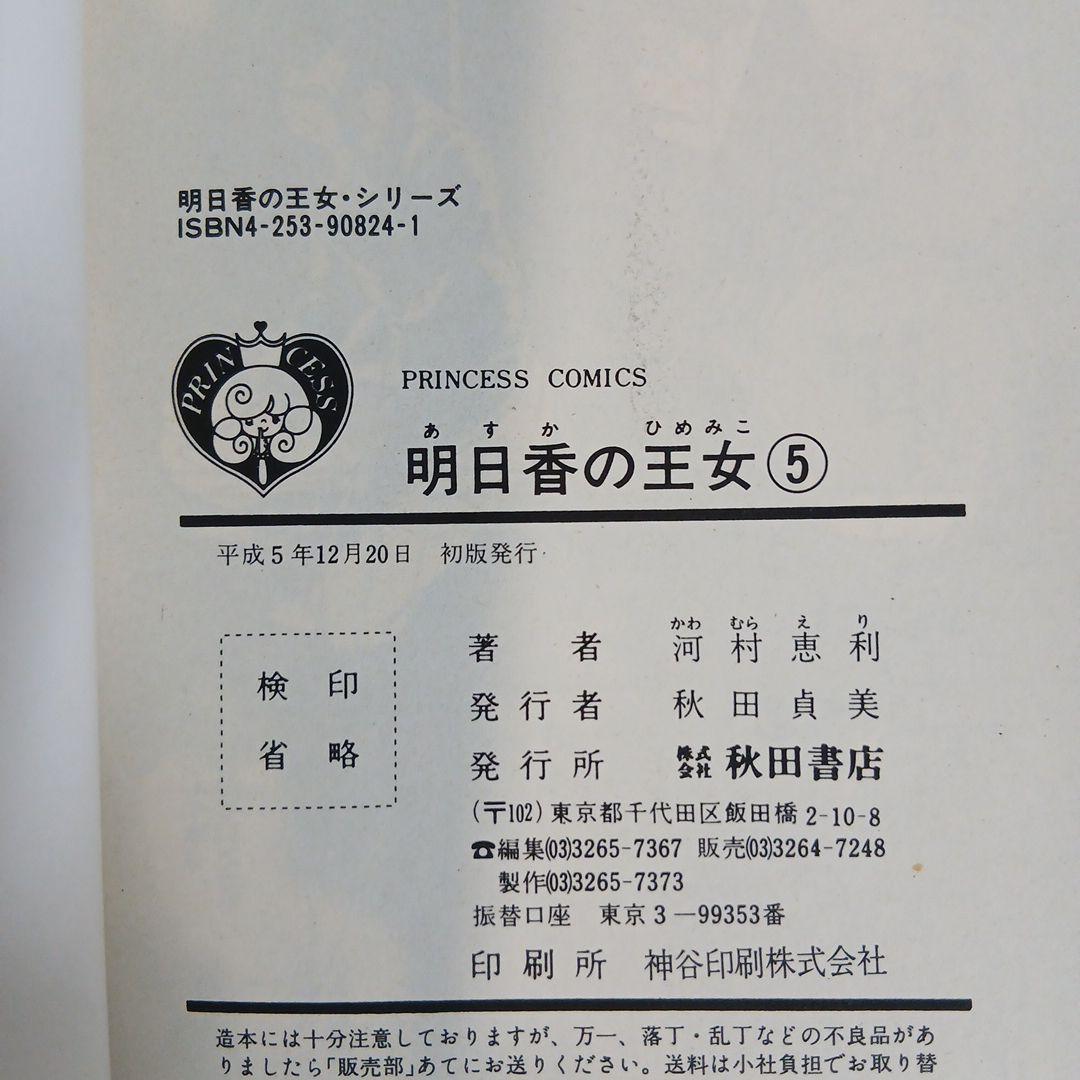 明日香の王女・シリーズ
ISBN4-253-90824-1
PRINCESS
PRINCESS COMICS
あすか ひめみこ
明日香の王女⑤
平成5年12月20日 初版発行
検印
省略
かわ むら え り
著者 河村恵利
発行者 秋田貞美
発行所 株式会社 秋田書店
(〒102)東京都千代田区飯田橋2-10-8
☎編集(03)3265-7367 販売(03)3264-7248
製作(03)3265-7373
振替口座 東京3―99353番
印刷所 神谷印刷株式会社
造本には十分注意しておりますが、万一、落丁・乱丁などの不良品があ
りましたら「販売部」あてにお送りください。送料は小社負担でお取り替